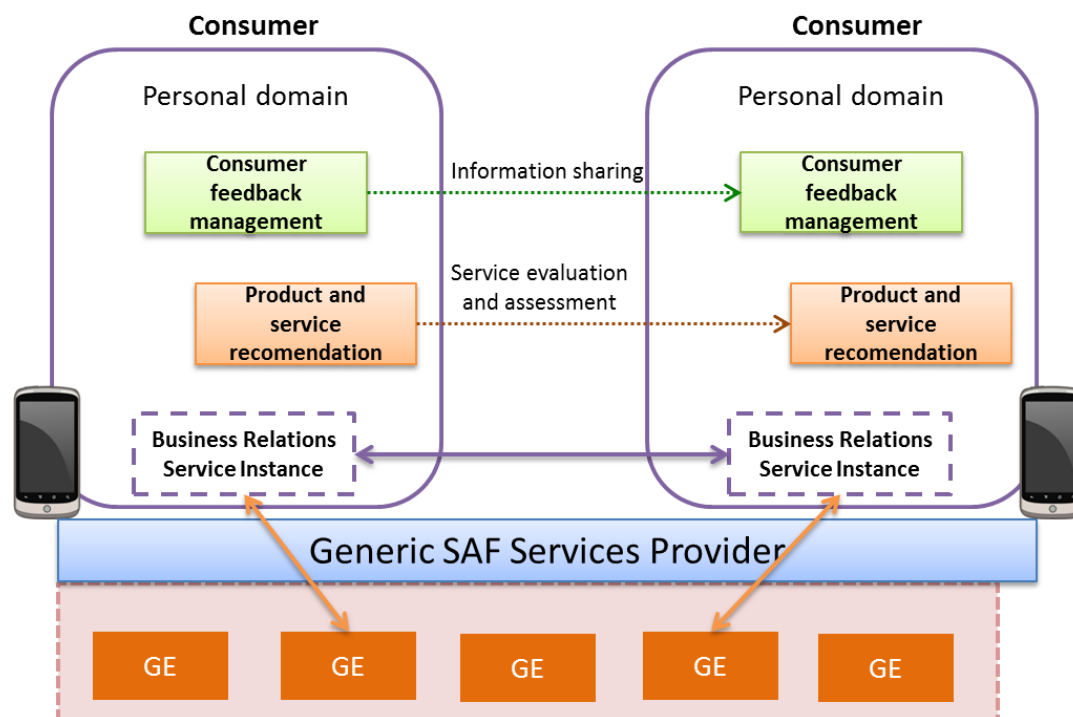 Consumer
Consumer
Personal domain
Personal domain
Consumer
feedback
management
Information sharing
Consumer
feedback
management
Product and
service
recomendation
Service evaluation
and assessment
Product and
service
recomendation
Business Relations
Service Instance
Business Relations
Service Instance
Generic SAF Services Provider
GE
GE
GE
GE
GE